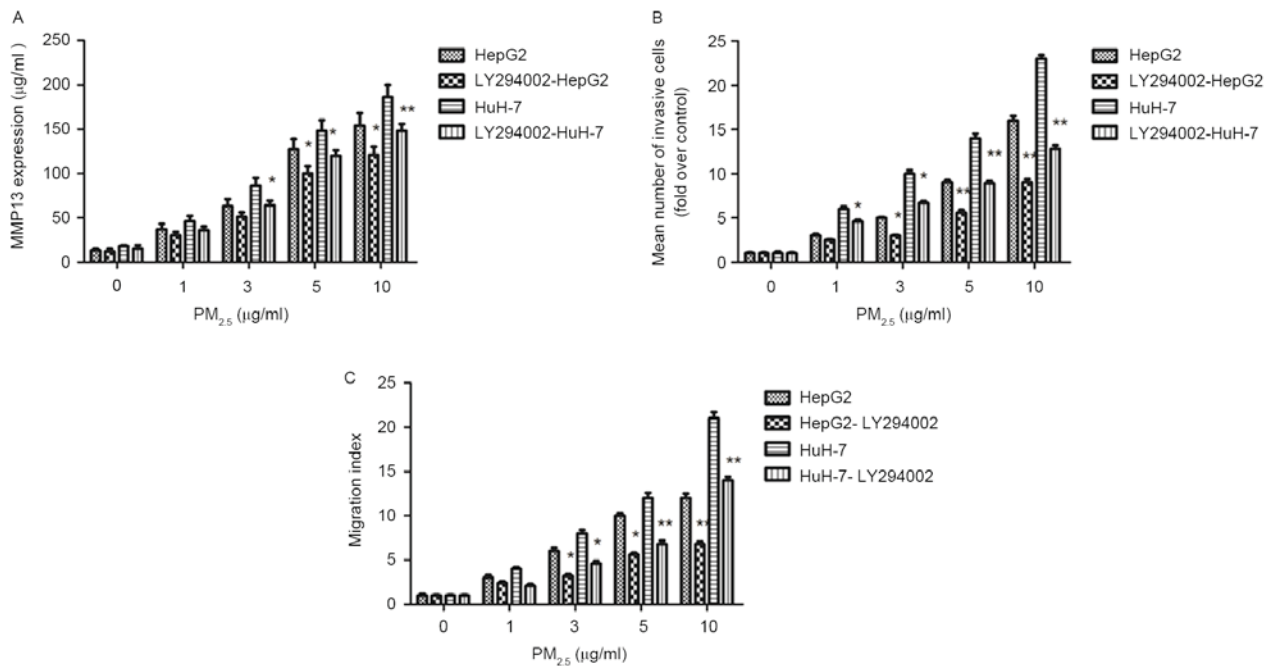 A
MMP13 expression (μg/ml)
250
200
150
100
50
0
* * * * * **
0 1 3 5 10
PM2.5 (μg/ml)
HepG2
LY294002-HepG2
HuH-7
LY294002-HuH-7
B
Mean number of invasive cells
(fold over control)
25
20
15
10
5
0
* * * ** ** ** **
0 1 3 5 10
PM2.5 (μg/ml)
HepG2
LY294002-HepG2
HuH-7
LY294002-HuH-7
C
Migration index
25
20
15
10
5
0
* * * ** ** **
0 1 3 5 10
PM2.5 (μg/ml)
HepG2
HepG2- LY294002
HuH-7
HuH-7- LY294002